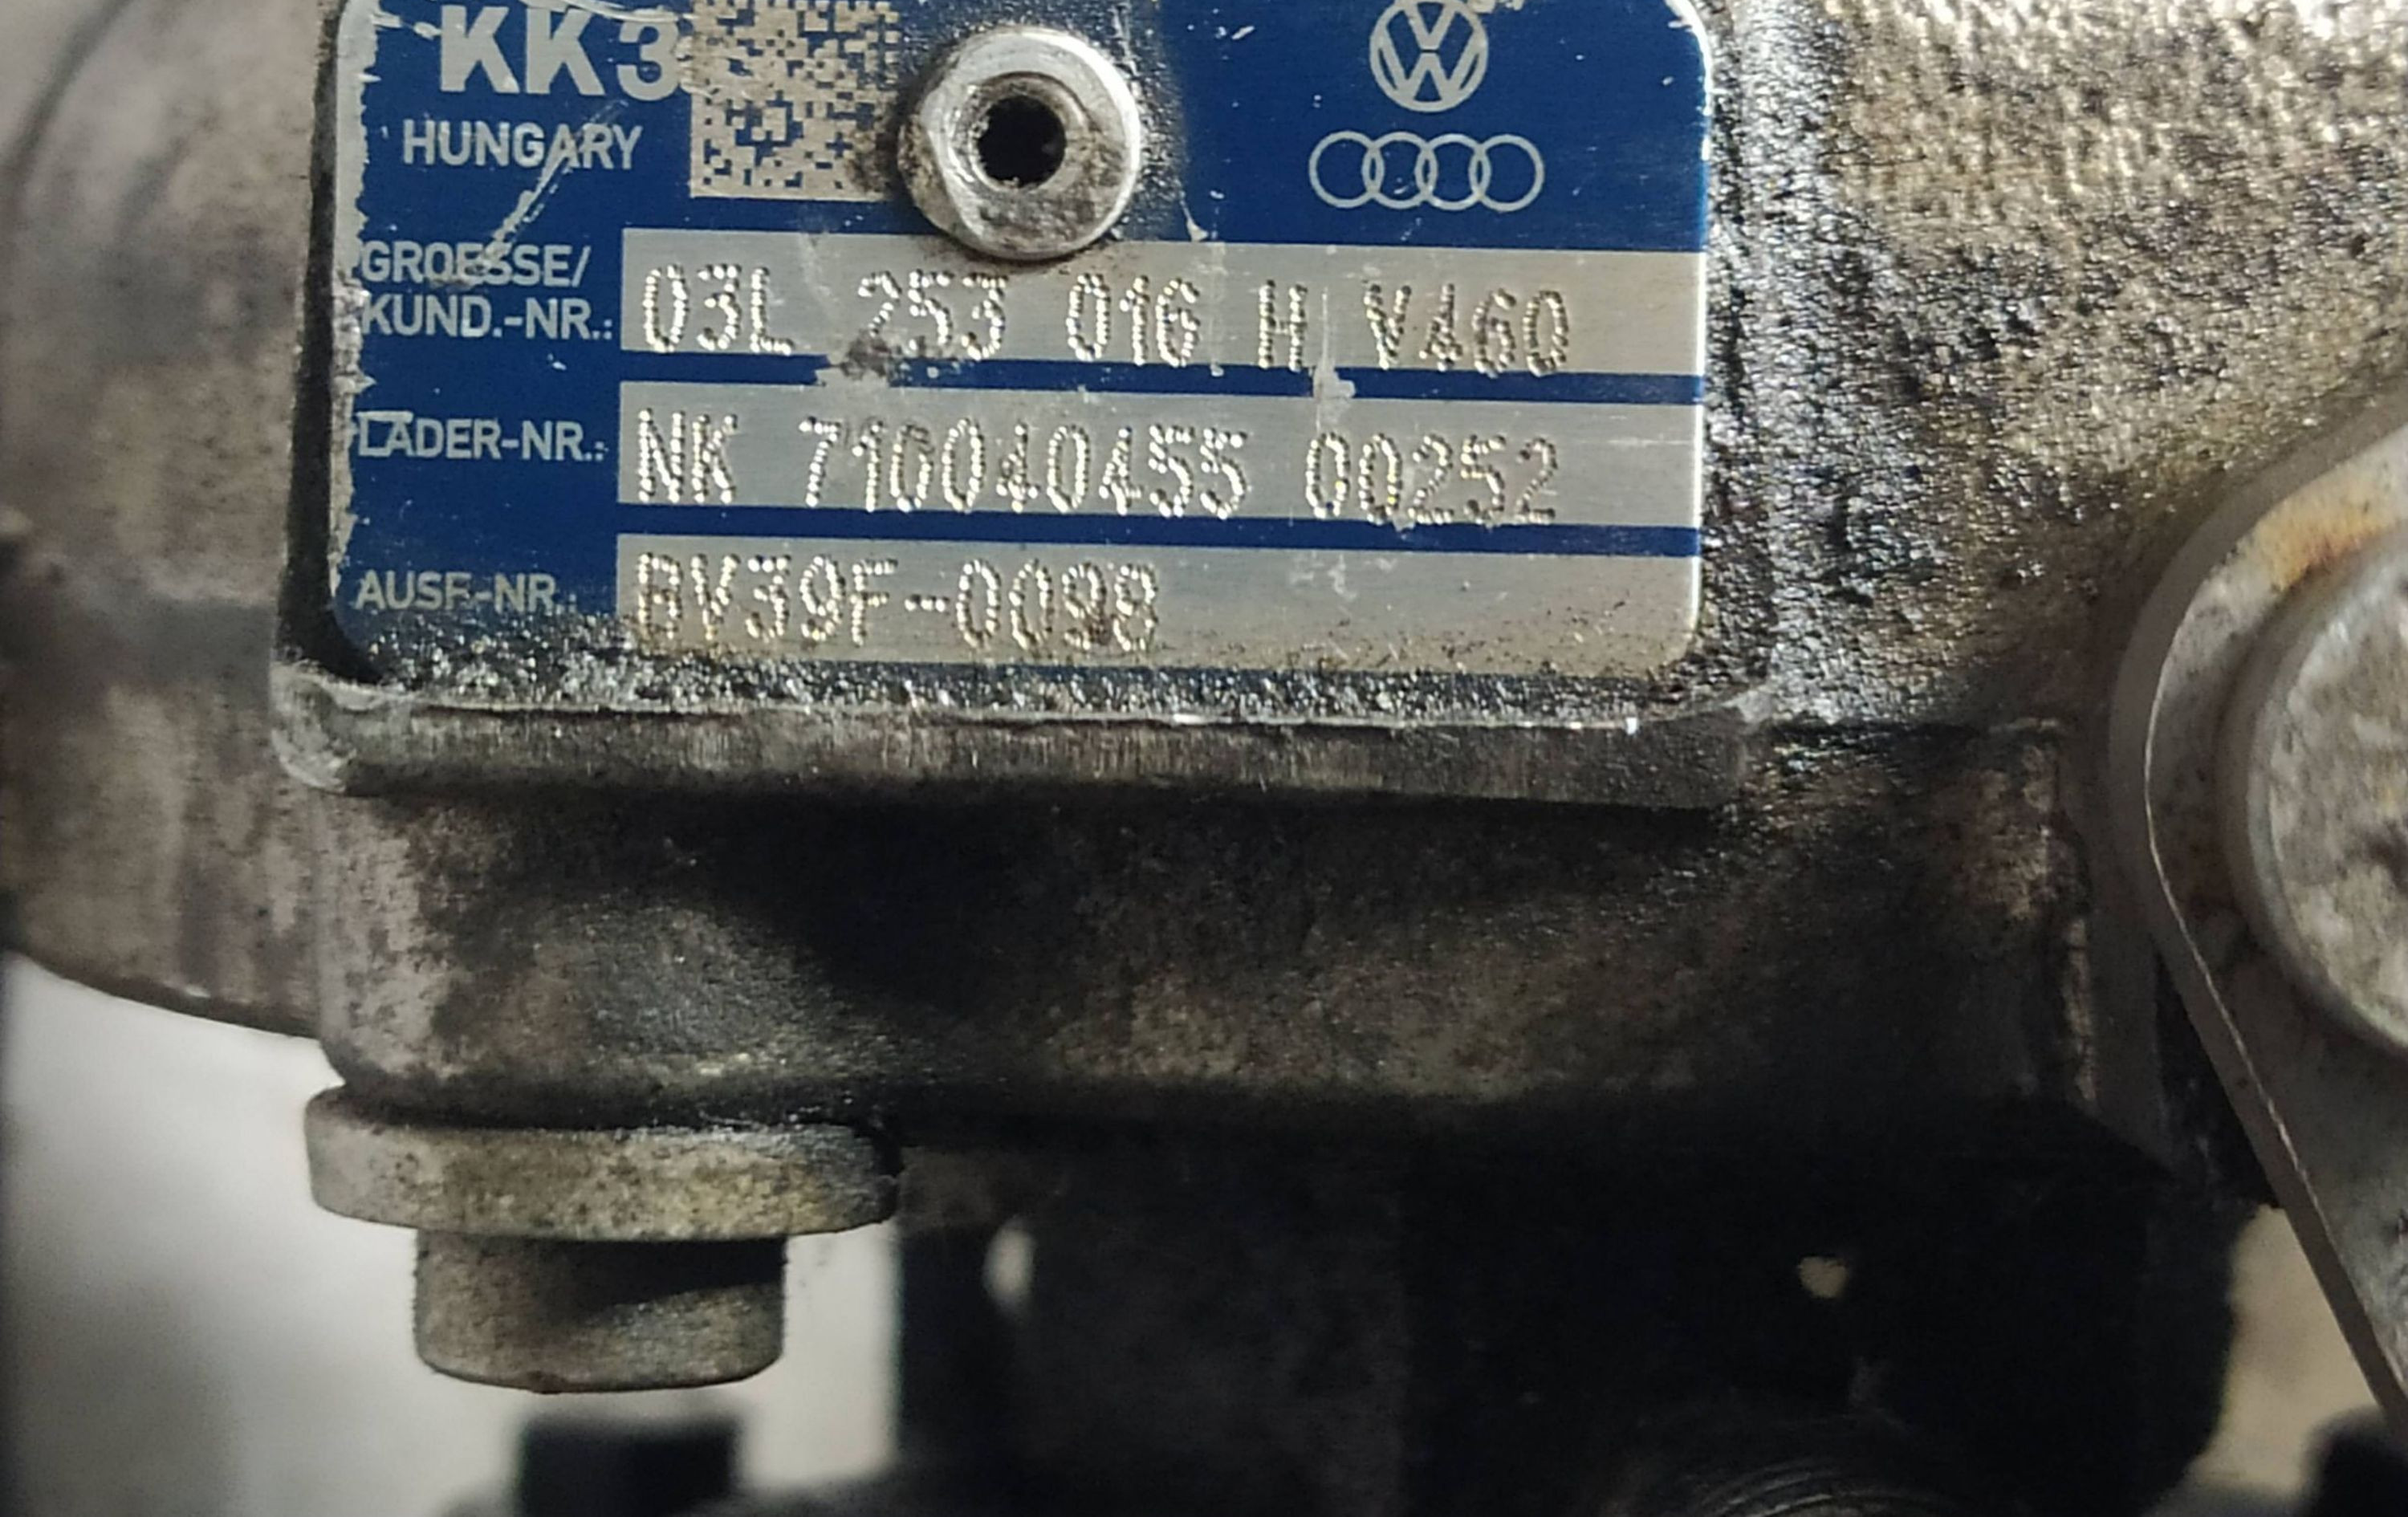 KK3
HUNGARY
GROESSE/
KUND.-NR.: 03L 253 016 H V460
LADER-NR.: NK 710040455 00252
AUSF.-NR.: BV39F-0098